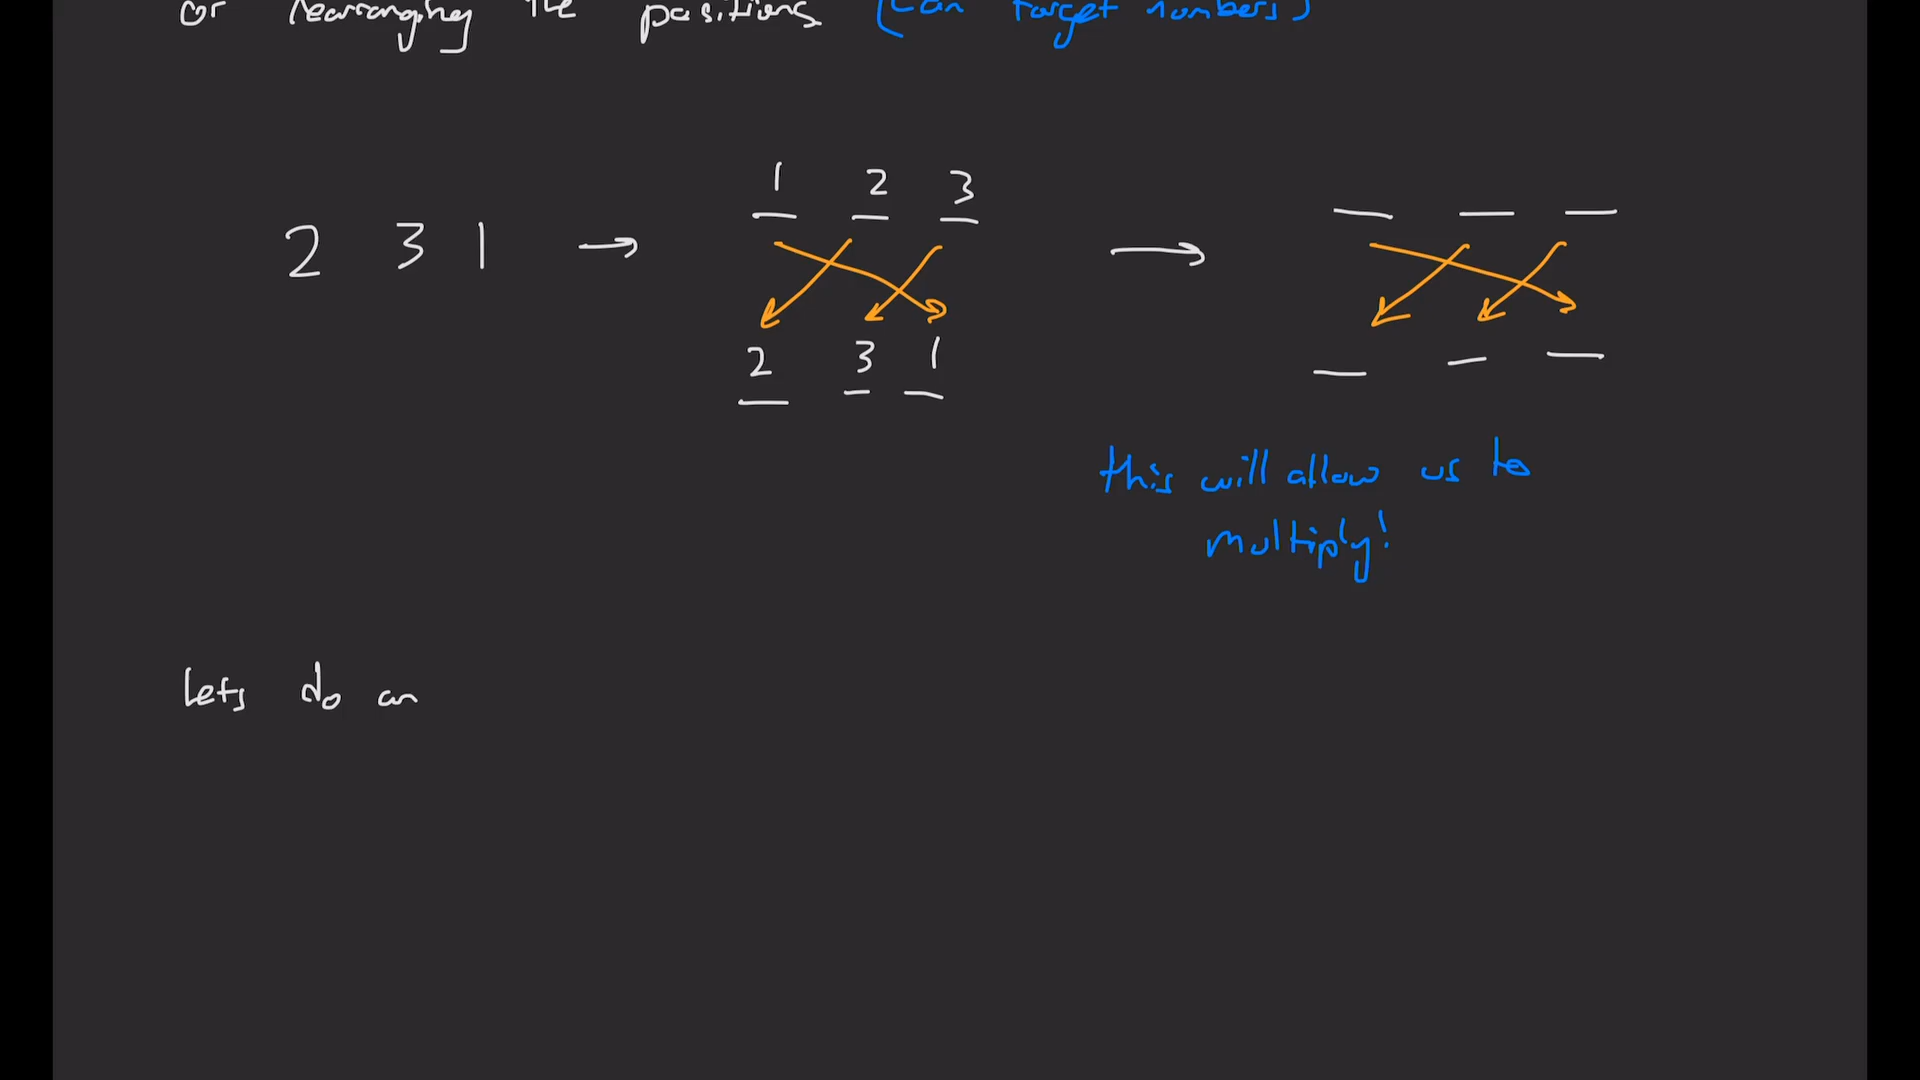 or rearranging the positions (can target numbers)
1 2 3
2 3 1 → →
2 3 1
this will allow us to
multiply!
lets do an